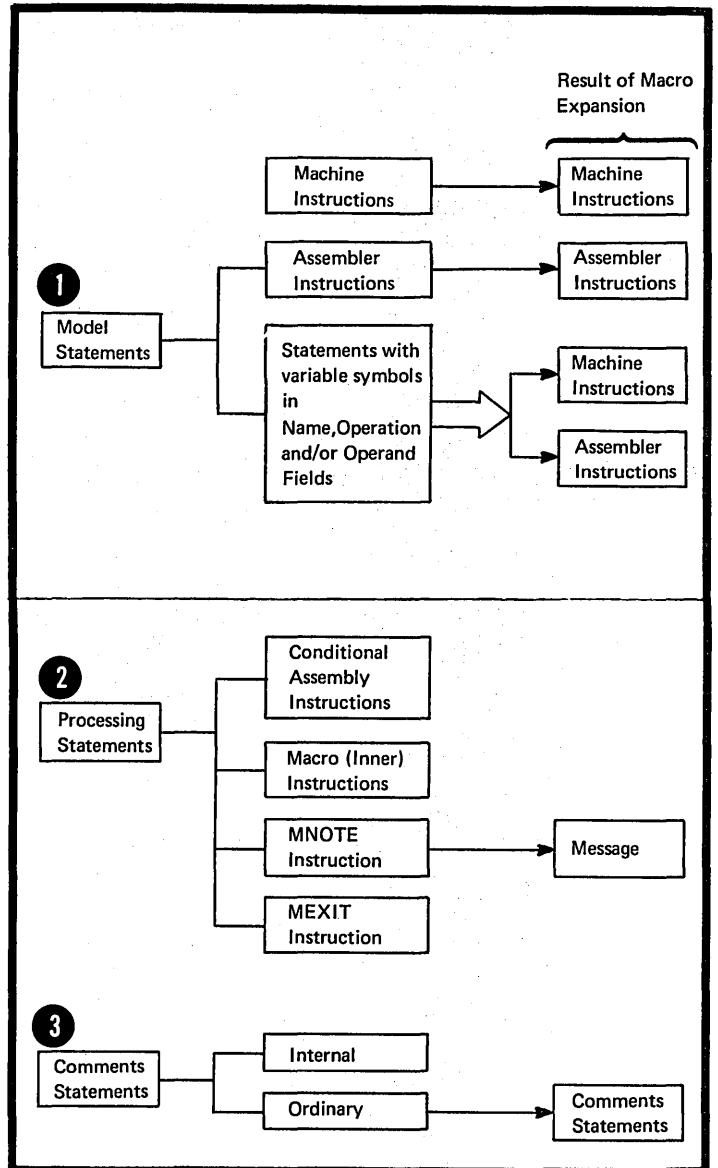 Result of Macro
Expansion
Machine
Instructions
Machine
Instructions
Assembler
Instructions
Assembler
Instructions
1
Model
Statements
Statements with
variable symbols
in
Name,Operation
and/or Operand
Fields
Machine
Instructions
Assembler
Instructions
2
Processing
Statements
Conditional
Assembly
Instructions
Macro (Inner)
Instructions
MNOTE
Instruction
Message
MEXIT
Instruction
3
Comments
Statements
Internal
Ordinary
Comments
Statements